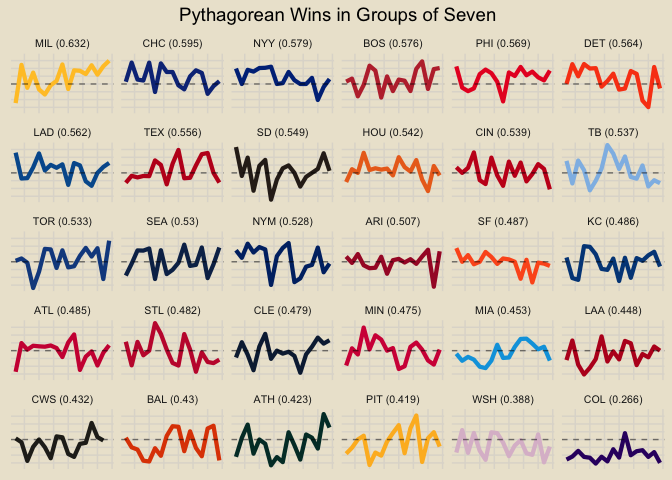 Pythagorean Wins in Groups of Seven
MIL (0.632) CHC (0.595) NYY (0.579) BOS (0.576) PHI (0.569) DET (0.564)
LAD (0.562) TEX (0.556) SD (0.549) HOU (0.542) CIN (0.539) TB (0.537)
TOR (0.533) SEA (0.53) NYM (0.528) ARI (0.507) SF (0.487) KC (0.486)
ATL (0.485) STL (0.482) CLE (0.479) MIN (0.475) MIA (0.453) LAA (0.448)
CWS (0.432) BAL (0.43) ATH (0.423) PIT (0.419) WSH (0.388) COL (0.266)